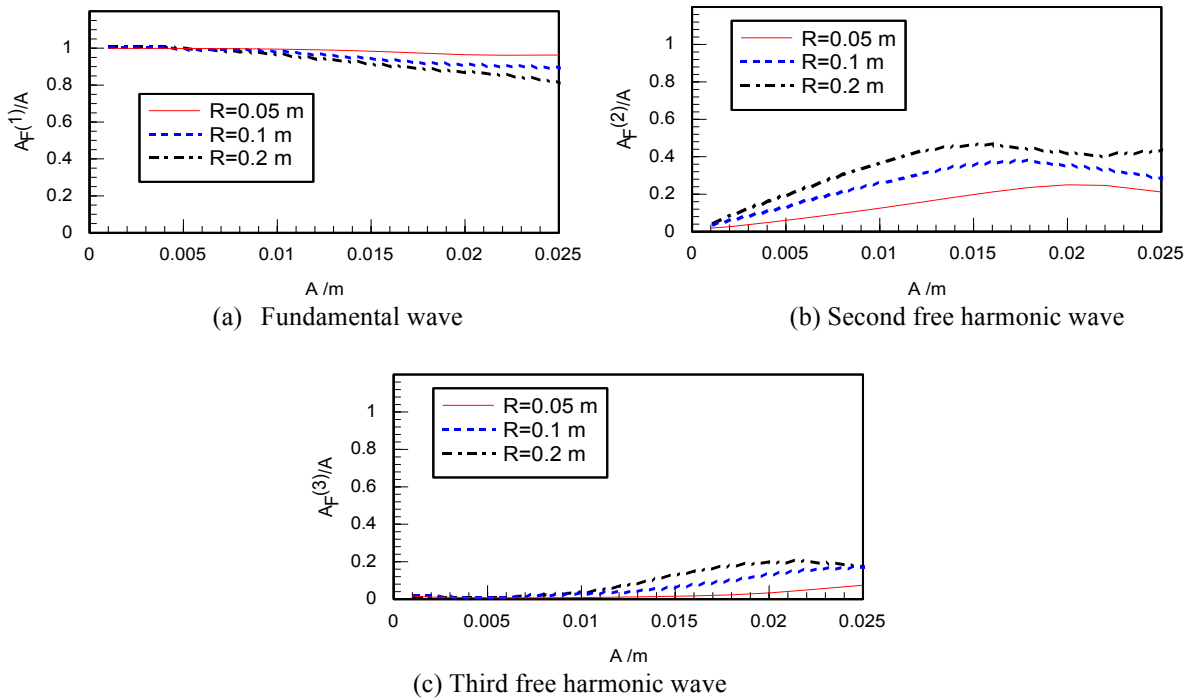 1
0.8
0.6
0.4
0.2
0
A_F^(1)/A
R=0.05 m
R=0.1 m
R=0.2 m
0 0.005 0.01 0.015 0.02 0.025
A /m
(a) Fundamental wave
1
0.8
0.6
0.4
0.2
0
A_F^(2)/A
R=0.05 m
R=0.1 m
R=0.2 m
0 0.005 0.01 0.015 0.02 0.025
A /m
(b) Second free harmonic wave
1
0.8
0.6
0.4
0.2
0
A_F^(3)/A
R=0.05 m
R=0.1 m
R=0.2 m
0 0.005 0.01 0.015 0.02 0.025
A /m
(c) Third free harmonic wave